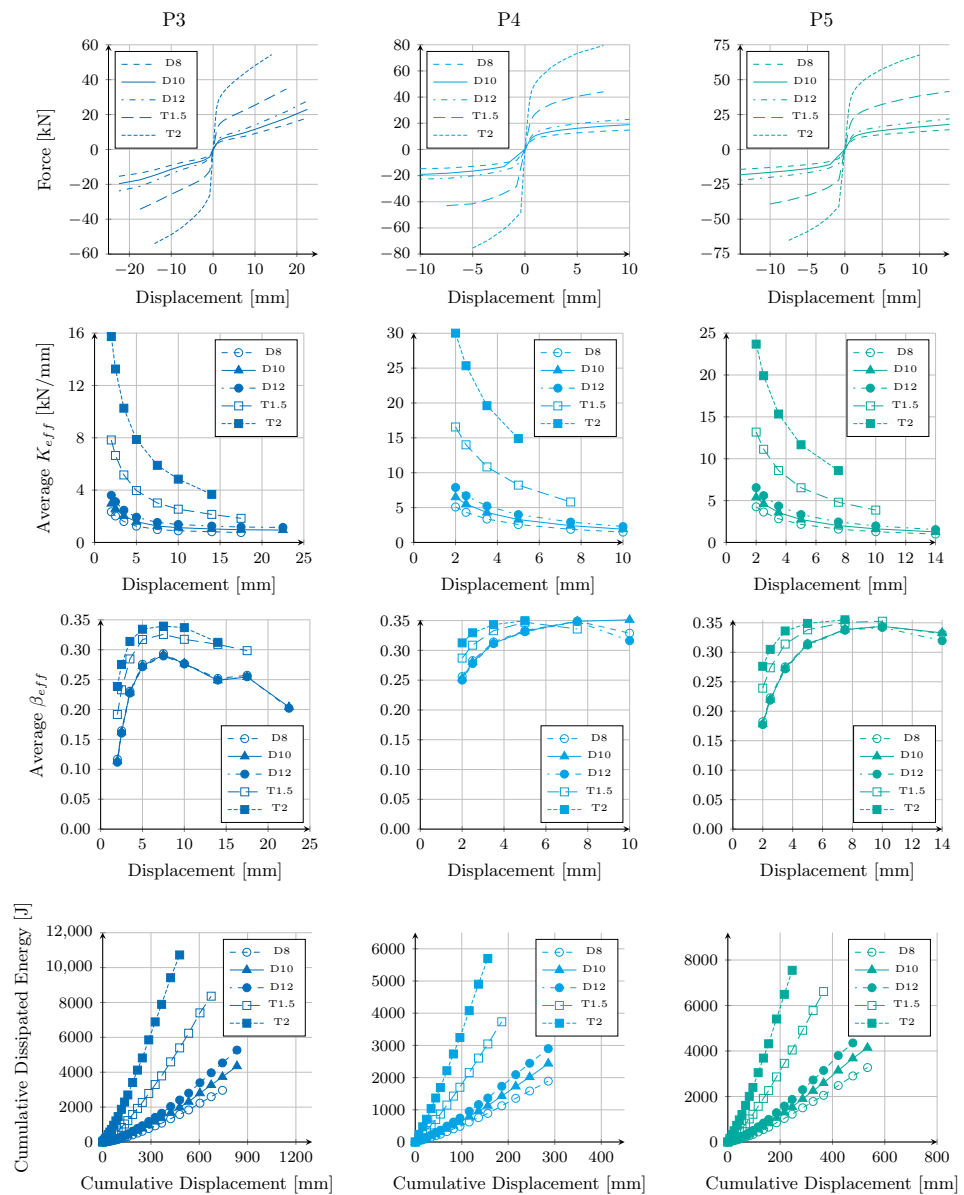 P3 P4 P5
60 40 20 0 −20 −40 −60
Force [kN]
D8
D10
D12
T1.5
T2
−20 −10 0 10 20
Displacement [mm]
80 60 40 20 0 −20 −40 −60 −80
D8
D10
D12
T1.5
T2
−10 −5 0 5 10
Displacement [mm]
75 50 25 0 −25 −50 −75
D8
D10
D12
T1.5
T2
−10 −5 0 5 10
Displacement [mm]
16 12 8 4 0
Average K_eff [kN/mm]
D8
D10
D12
T1.5
T2
0 5 10 15 20 25
Displacement [mm]
30 25 20 15 10 5 0
D8
D10
D12
T1.5
T2
0 2 4 6 8 10
Displacement [mm]
25 20 15 10 5 0
D8
D10
D12
T1.5
T2
0 2 4 6 8 10 12 14
Displacement [mm]
0.35 0.30 0.25 0.20 0.15 0.10 0.05 0.00
Average β_eff
D8
D10
D12
T1.5
T2
0 5 10 15 20 25
Displacement [mm]
0.35 0.30 0.25 0.20 0.15 0.10 0.05 0.00
D8
D10
D12
T1.5
T2
0 2 4 6 8 10
Displacement [mm]
0.35 0.30 0.25 0.20 0.15 0.10 0.05 0.00
D8
D10
D12
T1.5
T2
0 2 4 6 8 10 12 14
Displacement [mm]
12,000 10,000 8000 6000 4000 2000 0
Cumulative Dissipated Energy [J]
D8
D10
D12
T1.5
T2
0 300 600 900 1200
Cumulative Displacement [mm]
6000 5000 4000 3000 2000 1000 0
D8
D10
D12
T1.5
T2
0 100 200 300 400
Cumulative Displacement [mm]
8000 6000 4000 2000 0
D8
D10
D12
T1.5
T2
0 200 400 600 800
Cumulative Displacement [mm]